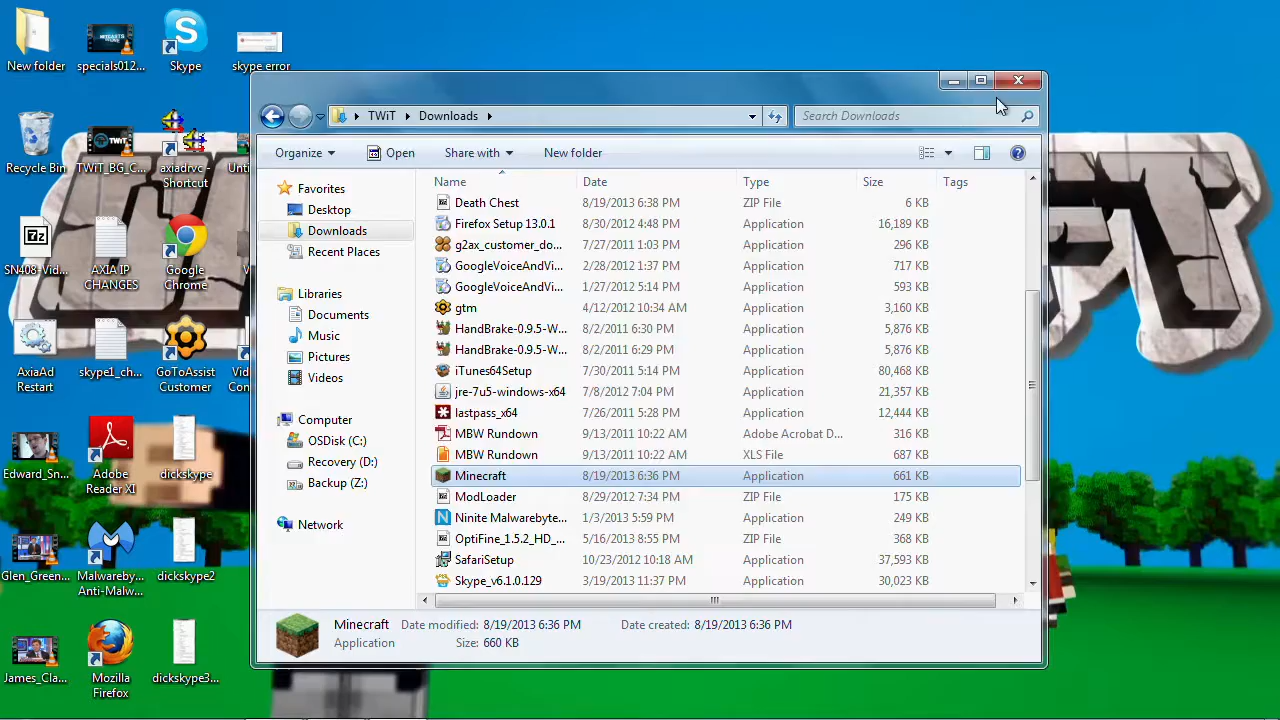 New folder
specials012...
Skype
skype error
Recycle Bin
TWiT_BG_C...
axiadrvc -
Shortcut
Unti
SN408-Vid...
AXIA IP
CHANGES
Google
Chrome
V
AxiaAd
Restart
skype1_ch...
GoToAssist
Customer
Vid
Con
Edward_Sn...
Adobe
Reader XI
dickskype
Glen_Green...
Malwareby...
Anti-Malw...
dickskype2
James_Cla...
Mozilla
Firefox
dickskype3...
TWiT Downloads
Search Downloads
Organize Open Share with New folder
Favorites
Desktop
Downloads
Recent Places
Libraries
Documents
Music
Pictures
Videos
Computer
OSDisk (C:)
Recovery (D:)
Backup (Z:)
Network
Name Date Type Size Tags
Death Chest 8/19/2013 6:38 PM ZIP File 6 KB
Firefox Setup 13.0.1 8/30/2012 4:48 PM Application 16,189 KB
g2ax_customer_do... 7/27/2011 1:03 PM Application 296 KB
GoogleVoiceAndVi... 2/28/2012 1:37 PM Application 717 KB
GoogleVoiceAndVi... 1/27/2012 5:14 PM Application 593 KB
gtm 4/12/2012 10:34 AM Application 3,160 KB
HandBrake-0.9.5-W... 8/2/2011 6:30 PM Application 5,876 KB
HandBrake-0.9.5-W... 8/2/2011 6:29 PM Application 5,876 KB
iTunes64Setup 7/30/2011 5:14 PM Application 80,468 KB
jre-7u5-windows-x64 7/8/2012 7:04 PM Application 21,357 KB
lastpass_x64 7/26/2011 5:28 PM Application 12,444 KB
MBW Rundown 9/13/2011 10:22 AM Adobe Acrobat D... 316 KB
MBW Rundown 9/13/2011 10:22 AM XLS File 687 KB
Minecraft 8/19/2013 6:36 PM Application 661 KB
ModLoader 8/29/2012 7:34 PM ZIP File 175 KB
Ninite Malwarebyte... 1/3/2013 5:59 PM Application 249 KB
OptiFine_1.5.2_HD_... 5/16/2013 8:55 PM ZIP File 368 KB
SafariSetup 10/23/2012 10:18 AM Application 37,593 KB
Skype_v6.1.0.129 3/19/2013 11:37 PM Application 30,023 KB
Minecraft Date modified: 8/19/2013 6:36 PM Date created: 8/19/2013 6:36 PM
Application Size: 660 KB